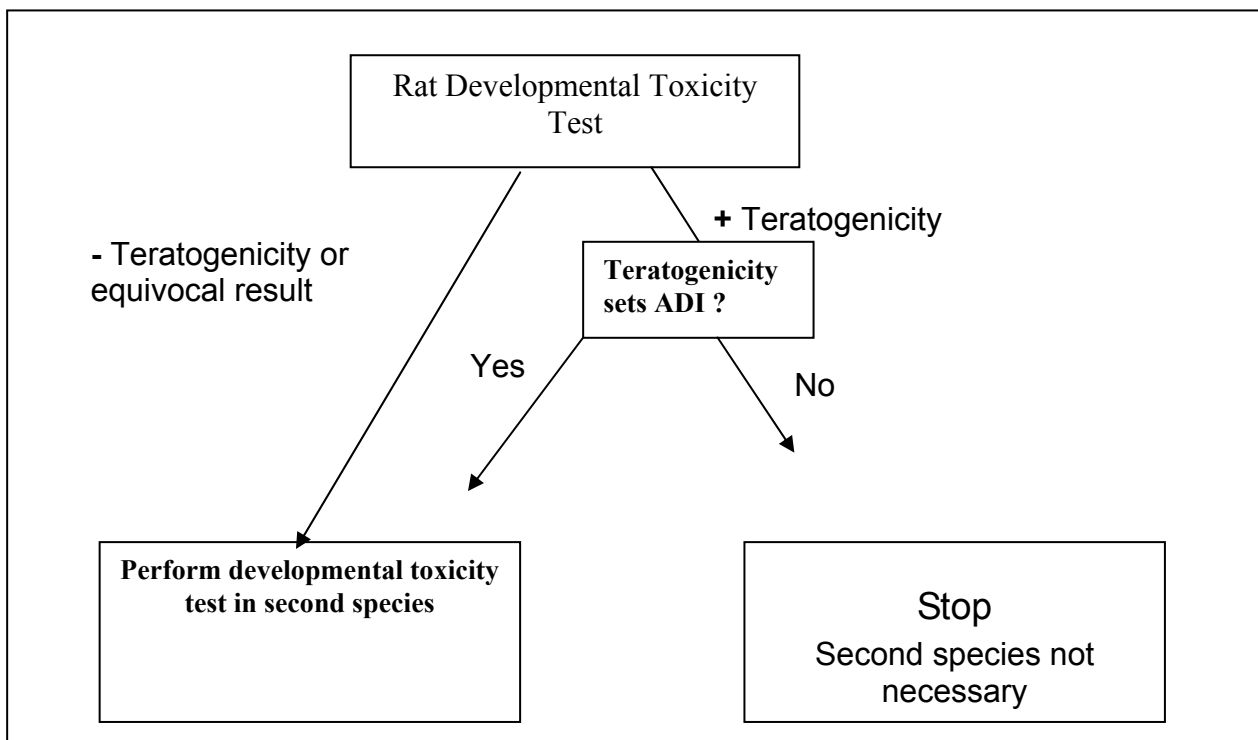 Rat Developmental Toxicity
Test
+ Teratogenicity
- Teratogenicity or
equivocal result
Teratogenicity
sets ADI ?
Yes
No
Perform developmental toxicity
test in second species
Stop
Second species not
necessary